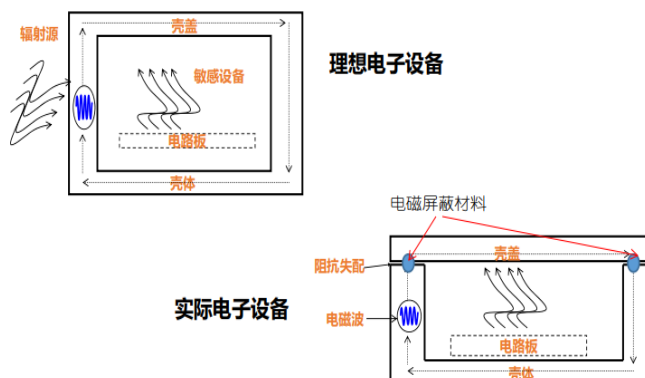 壳盖
辐射源
理想电子设备
敏感设备
电路板
壳体
电磁屏蔽材料
壳盖
阻抗失配
实际电子设备
电磁波
电路板
壳体